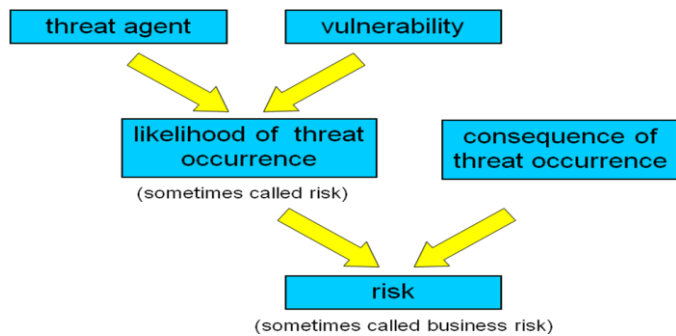 threat agent
vulnerability
likelihood of threat
occurrence
(sometimes called risk)
consequence of
threat occurrence
risk
(sometimes called business risk)